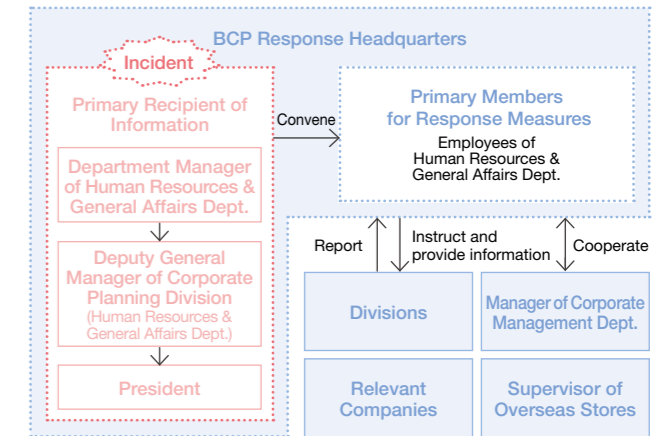 BCP Response Headquarters
Incident
Primary Recipient of
Information
Department Manager
of Human Resources &
General Affairs Dept.
Deputy General
Manager of Corporate
Planning Division
(Human Resources &
General Affairs Dept.)
President
Convene
Primary Members
for Response Measures
Employees of
Human Resources &
General Affairs Dept.
Report
Instruct and
provide information
Cooperate
Divisions
Manager of Corporate
Management Dept.
Relevant
Companies
Supervisor of
Overseas Stores